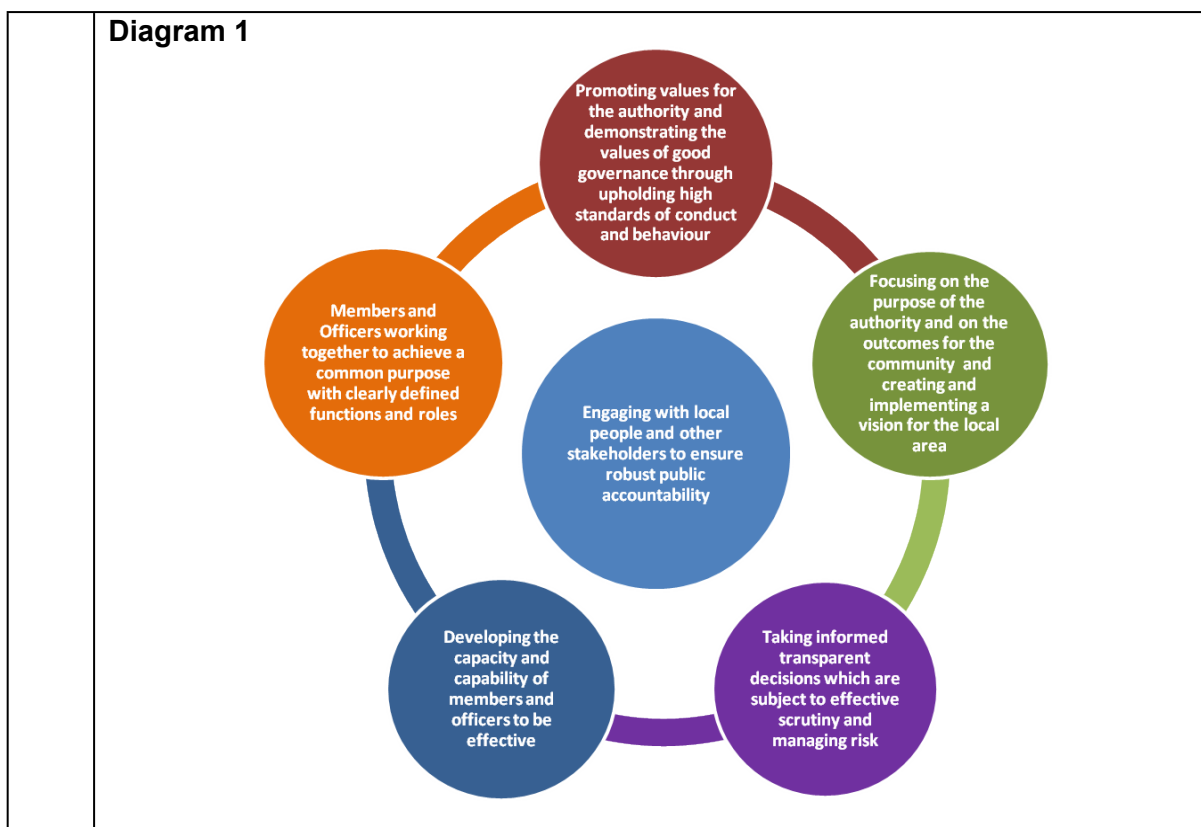 Diagram 1
Promoting values for
the authority and
demonstrating the
values of good
governance through
upholding high
standards of conduct
and behaviour
Focusing on the
purpose of the
authority and on the
outcomes for the
community and
creating and
implementing a
vision for the local
area
Members and
Officers working
together to achieve a
common purpose
with clearly defined
functions and roles
Engaging with local
people and other
stakeholders to ensure
robust public
accountability
Developing the
capacity and
capability of
members and
officers to be
effective
Taking informed
transparent
decisions which are
subject to effective
scrutiny and
managing risk